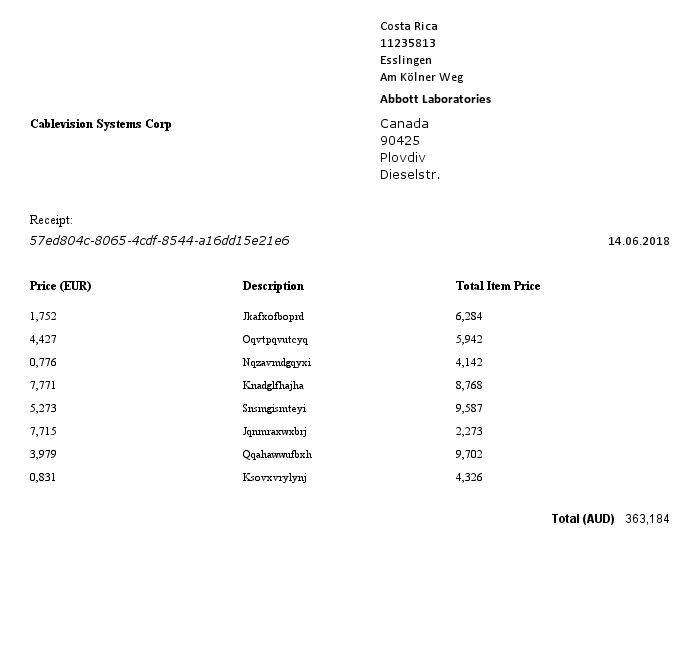 Costa Rica
11235813
Esslingen
Am Kölner Weg
Abbott Laboratories
Cablevision Systems Corp
Canada
90425
Plovdiv
Dieselstr.
Receipt:
57ed804c-8065-4cdf-8544-a16dd15e21e6 14.06.2018
Price (EUR) Description Total Item Price
1,752 Jkafxofboprd 6,284
4,427 Oqvtpqvutcyq 5,942
0,776 Nqzavmdgqyxi 4,142
7,771 Knadglfhajha 8,768
5,273 Snsmgismteyi 9,587
7,715 Jqnmraxwxbrj 2,273
3,979 Qqahawwufbxh 9,702
0,831 Ksovxvrylynj 4,326
Total (AUD) 363,184